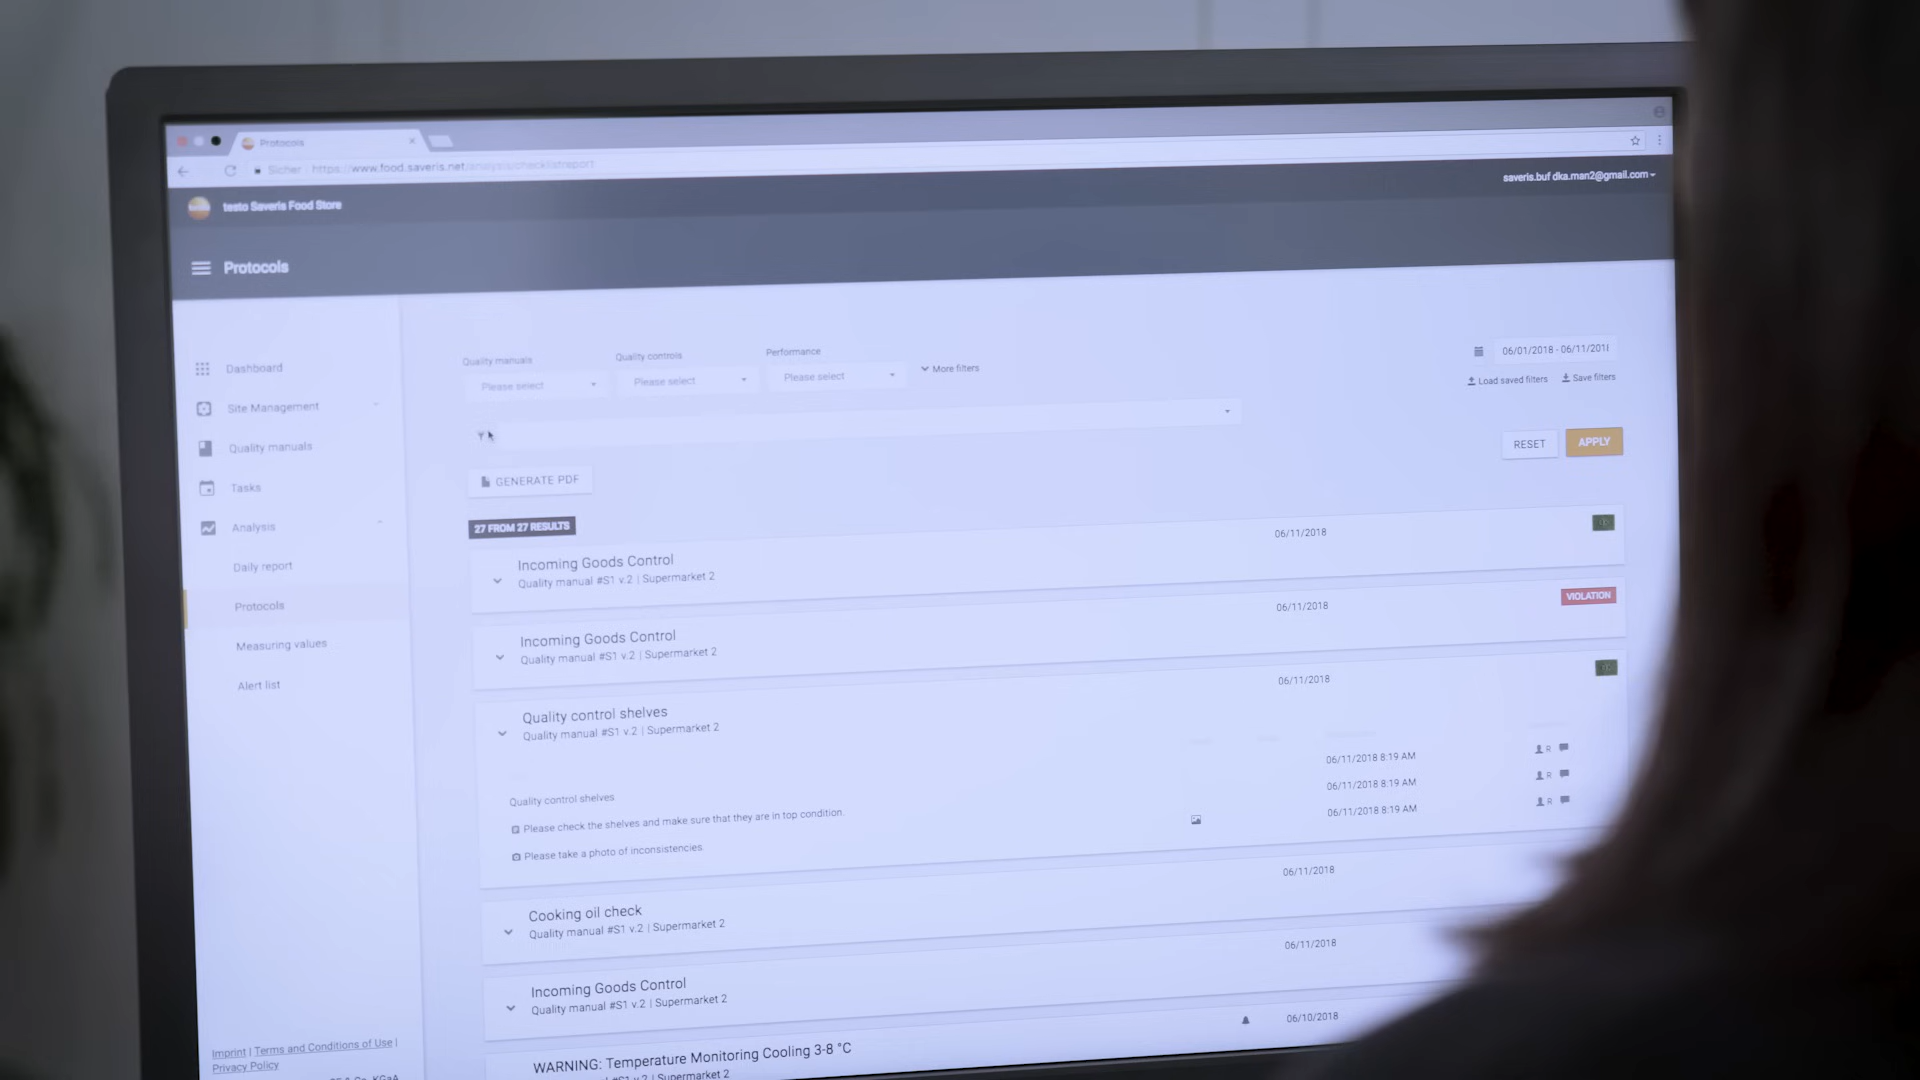 Protocols
Sicher https://www.food.saveris.net/analysis/checklistreport
saveris.buf dka.man2@gmail.com
testo Saveris Food Store
Protocols
Dashboard
Site Management
Quality manuals
Tasks
Analysis
Daily report
Protocols
Measuring values
Alert list
Imprint | Terms and Conditions of Use |
Privacy Policy
KGaA
Quality manuals
Quality controls
Performance
Please select
Please select
Please select
More filters
06/01/2018 - 06/11/201
Load saved filters
Save filters
RESET
APPLY
GENERATE PDF
27 FROM 27 RESULTS
Incoming Goods Control
06/11/2018
Quality manual #S1 v.2 | Supermarket 2
Incoming Goods Control
06/11/2018
VIOLATION
Quality manual #S1 v.2 | Supermarket 2
Quality control shelves
06/11/2018
Quality manual #S1 v.2 | Supermarket 2
Quality control shelves
06/11/2018 8:19 AM
R
Please check the shelves and make sure that they are in top condition.
06/11/2018 8:19 AM
R
Please take a photo of inconsistencies.
06/11/2018 8:19 AM
R
Cooking oil check
06/11/2018
Quality manual #S1 v.2 | Supermarket 2
Incoming Goods Control
06/11/2018
Quality manual #S1 v.2 | Supermarket 2
WARNING: Temperature Monitoring Cooling 3-8 °C
06/10/2018
#S1 v.2 | Supermarket 2